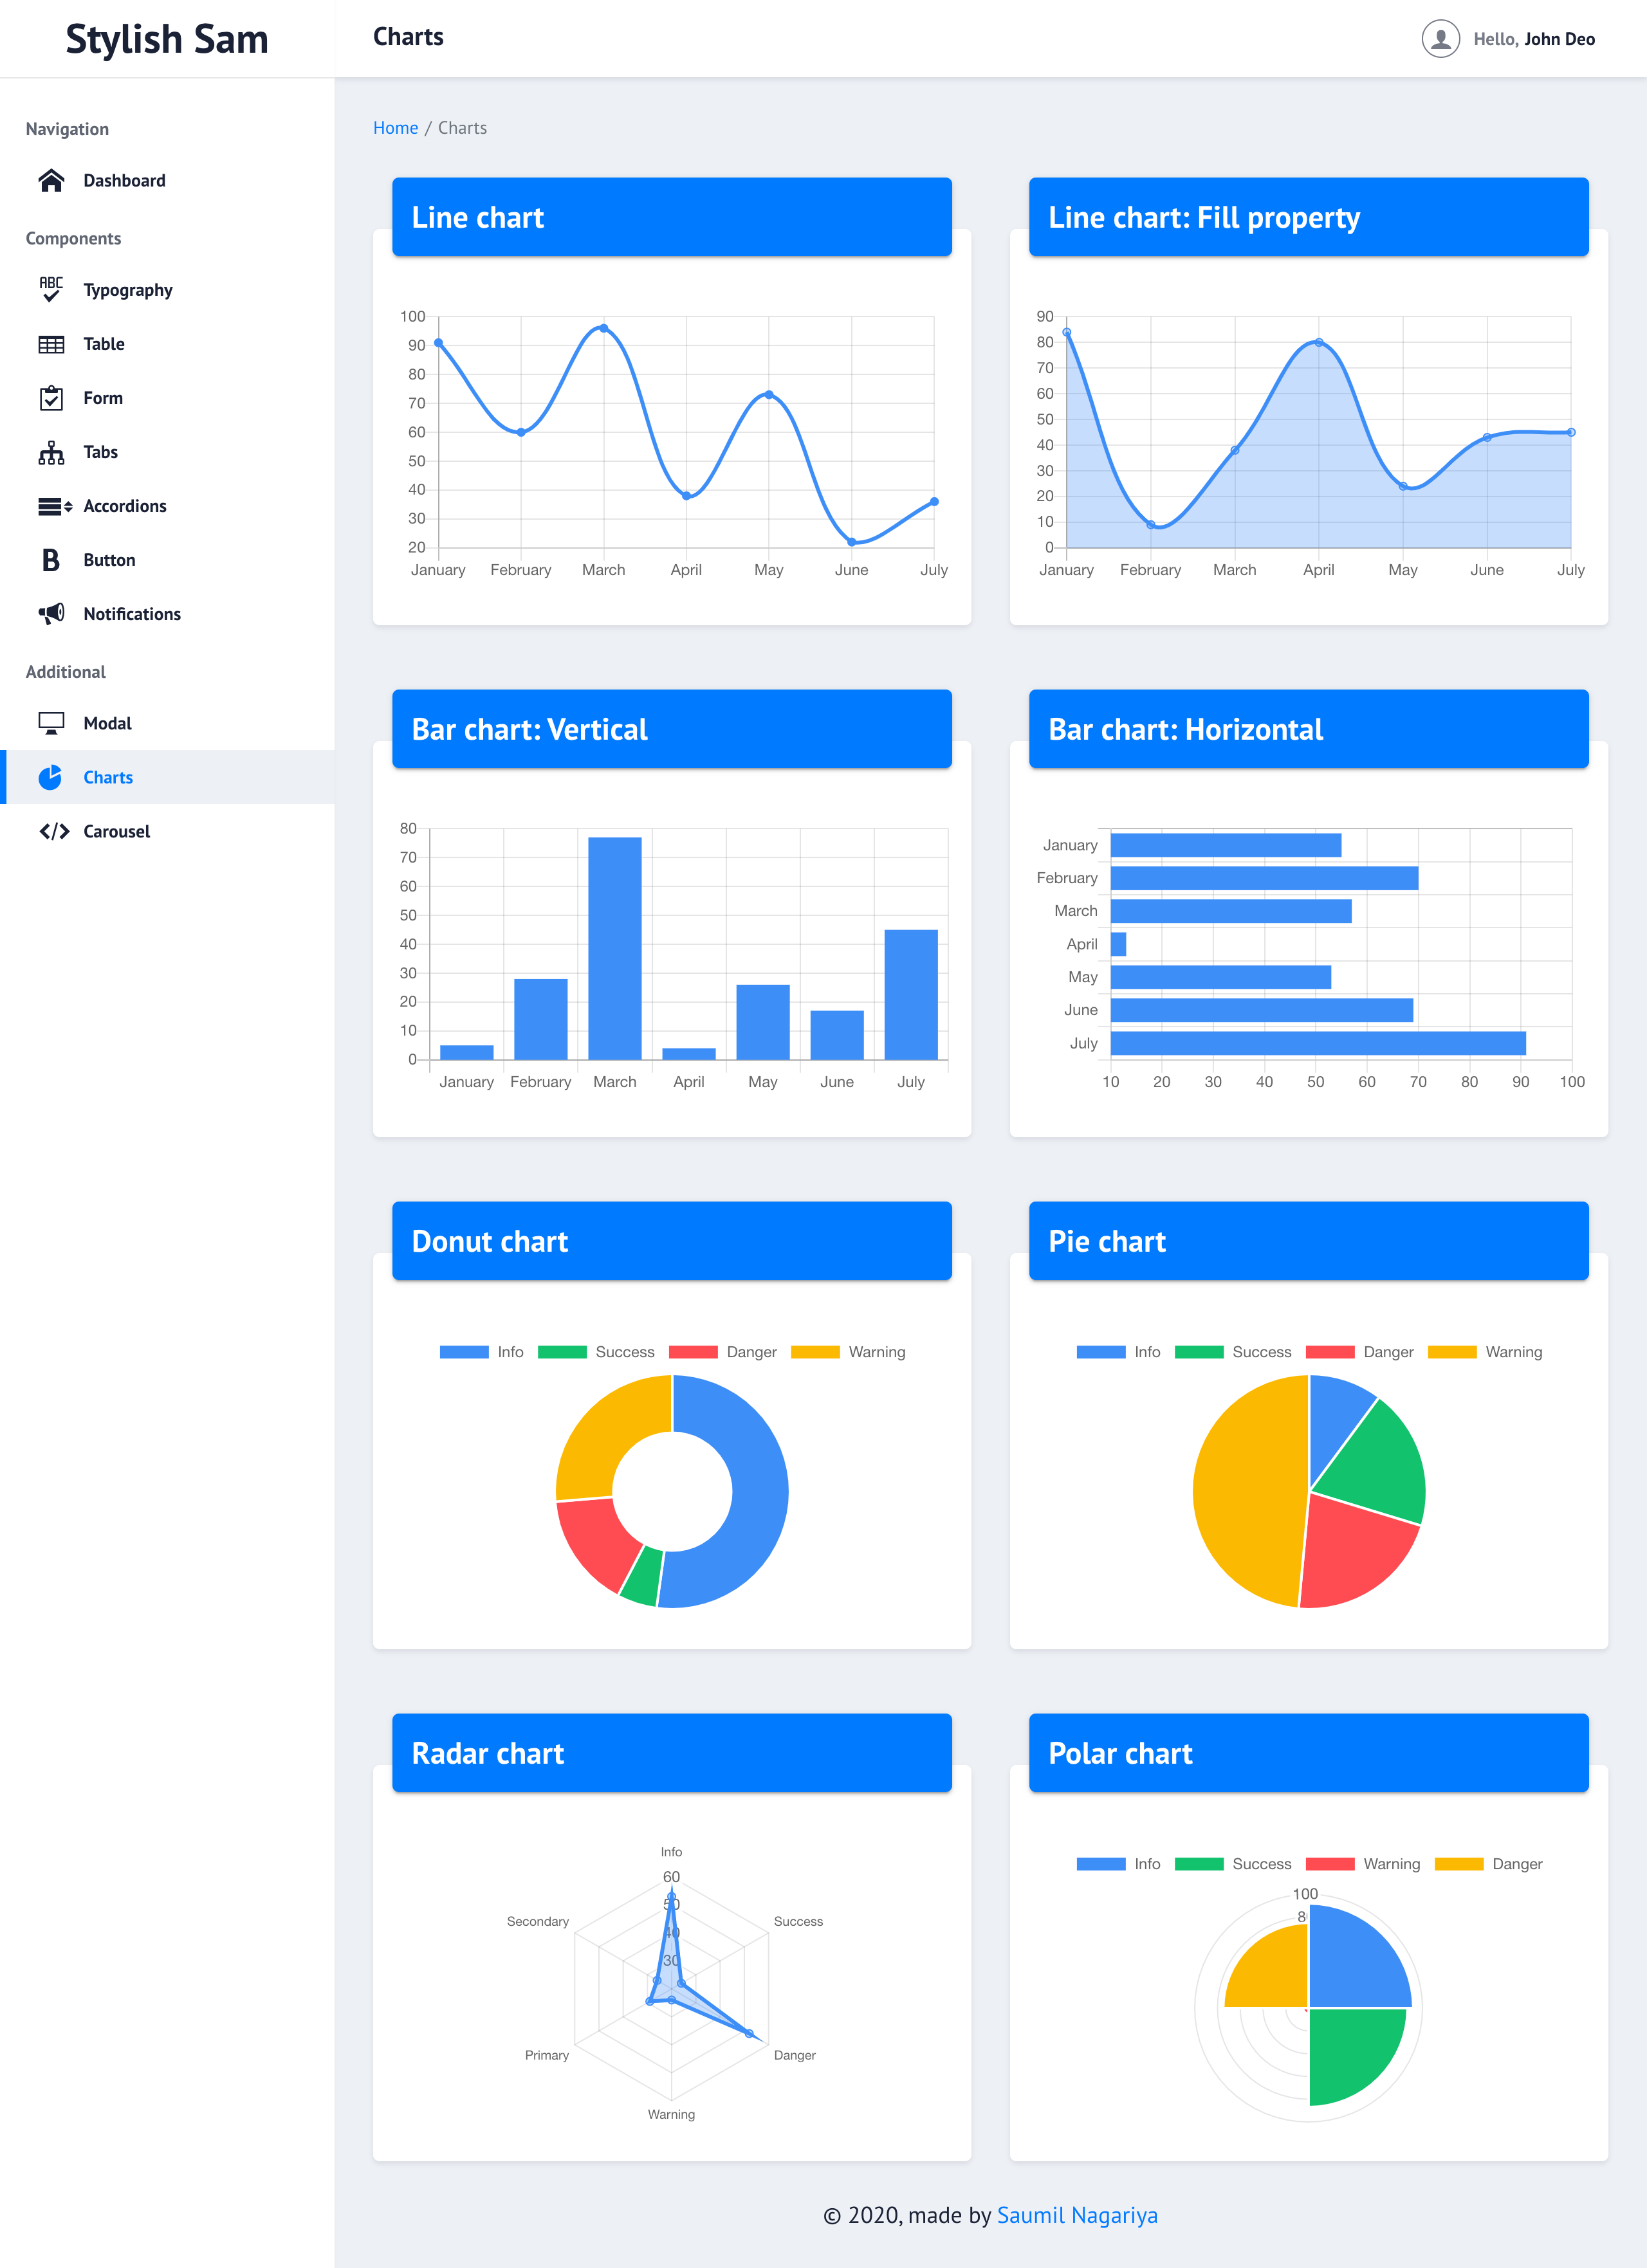 Stylish Sam
Charts
Hello, John Deo
Navigation
Dashboard
Components
ABC
Typography
Table
Form
Tabs
Accordions
B
Button
Notifications
Additional
Modal
Charts
Carousel
Home / Charts
Line chart
100
90
80
70
60
50
40
30
20
January February March April May June July
Line chart: Fill property
90
80
70
60
50
40
30
20
10
0
January February March April May June July
Bar chart: Vertical
80
70
60
50
40
30
20
10
0
January February March April May June July
Bar chart: Horizontal
January
February
March
April
May
June
July
10 20 30 40 50 60 70 80 90 100
Donut chart
Info Success Danger Warning
Pie chart
Info Success Danger Warning
Radar chart
Info
60
50
40
30
Secondary
Success
Primary
Danger
Warning
Polar chart
Info Success Warning Danger
100
8
© 2020, made by Saumil Nagariya